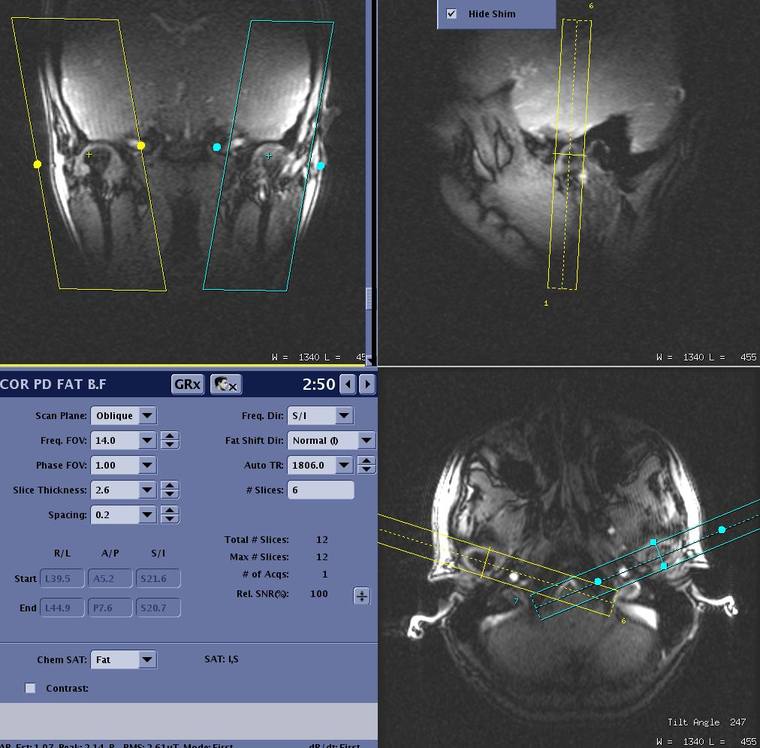 Hide Shim
6
1
W = 1340 L = 45
W = 1340 L = 455
COR PD FAT B.F
GRx
x
2:50
Scan Plane: Oblique
Freq. Dir: S/I
Freq. FOV: 14.0
Fat Shift Dir: Normal (I)
Phase FOV: 1.00
Auto TR: 1806.0
Slice Thickness: 2.6
# Slices: 6
Spacing: 0.2
Total # Slices: 12
R/L A/P S/I
Max # Slices: 12
# of Acqs: 1
Start L39.5 A5.2 S21.6
Rel. SNR(%): 100
End L44.9 P7.6 S20.7
Chem SAT: Fat
SAT: I,S
Contrast:
7
6
Tilt Angle 247
W = 1340 L = 455